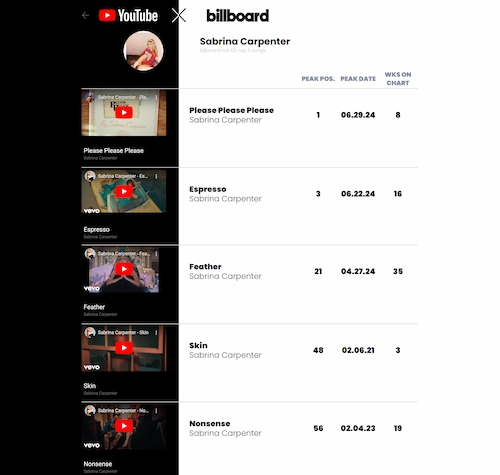 YouTube
billboard
Sabrina Carpenter
PEAK POS. PEAK DATE WKS ON CHART
Sabrina Carpenter - Ple...
Please Please Please
Sabrina Carpenter
Please Please Please
Sabrina Carpenter
1 06.29.24 8
Sabrina Carpenter - Es...
vevo
Espresso
Sabrina Carpenter
Espresso
Sabrina Carpenter
3 06.22.24 16
Sabrina Carpenter - Fea...
vevo
Feather
Sabrina Carpenter
Feather
Sabrina Carpenter
21 04.27.24 35
Sabrina Carpenter - Skin
vevo
Skin
Sabrina Carpenter
Skin
Sabrina Carpenter
48 02.06.21 3
Sabrina Carpenter - No...
vevo
Nonsense
Sabrina Carpenter
Nonsense
Sabrina Carpenter
56 02.04.23 19